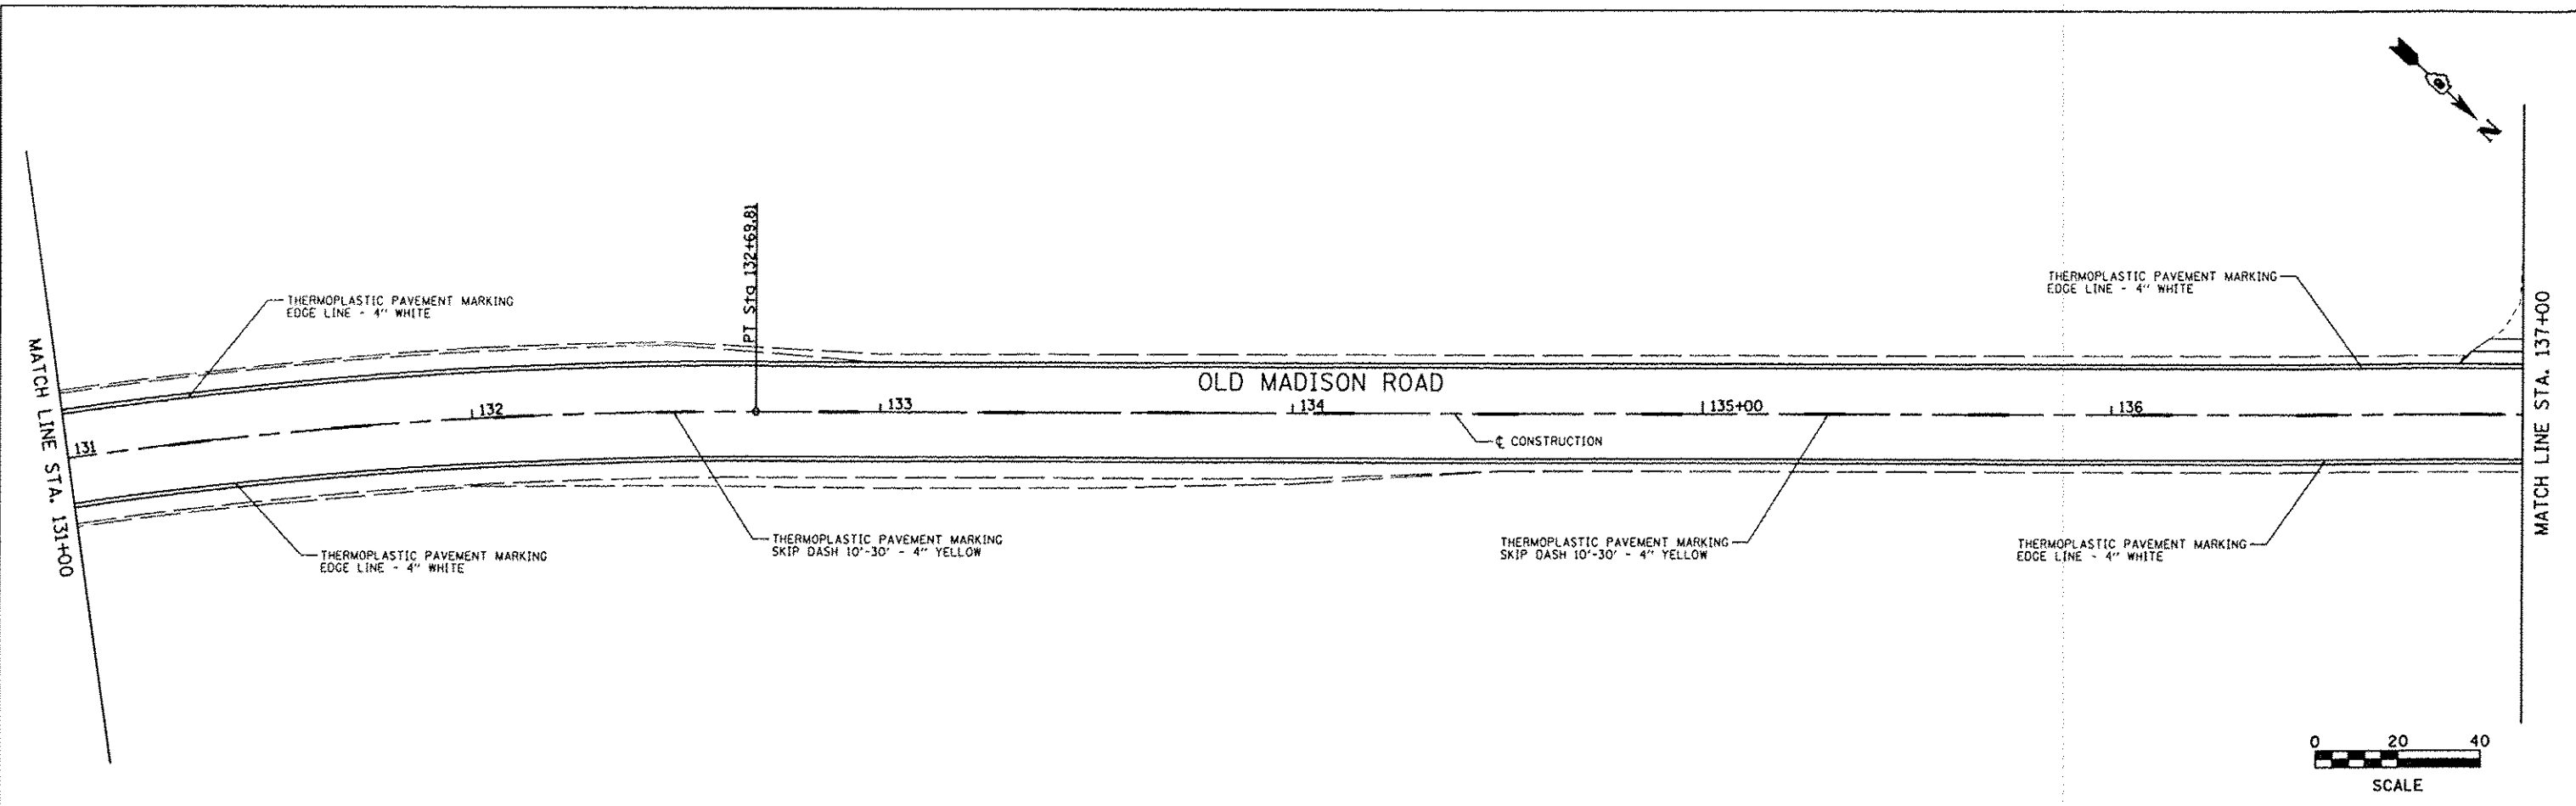 N
PT Sta 132+69.81
THERMOPLASTIC PAVEMENT MARKING
EDGE LINE - 4" WHITE
THERMOPLASTIC PAVEMENT MARKING
EDGE LINE - 4" WHITE
MATCH LINE STA. 131+00
MATCH LINE STA. 137+00
OLD MADISON ROAD
131
132
133
134
135+00
136
℄ CONSTRUCTION
THERMOPLASTIC PAVEMENT MARKING
EDGE LINE - 4" WHITE
THERMOPLASTIC PAVEMENT MARKING
SKIP DASH 10'-30' - 4" YELLOW
THERMOPLASTIC PAVEMENT MARKING
SKIP DASH 10'-30' - 4" YELLOW
THERMOPLASTIC PAVEMENT MARKING
EDGE LINE - 4" WHITE
0 20 40
SCALE